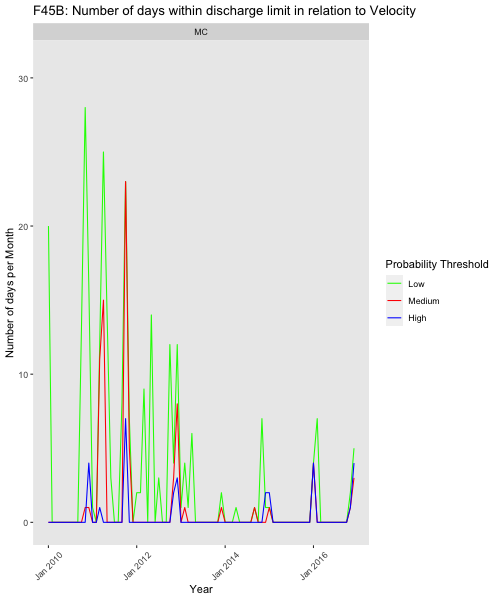 F45B: Number of days within discharge limit in relation to Velocity
MC
Number of days per Month
30
20
10
0
Jan 2010
Jan 2012
Jan 2014
Jan 2016
Year
Probability Threshold
Low
Medium
High